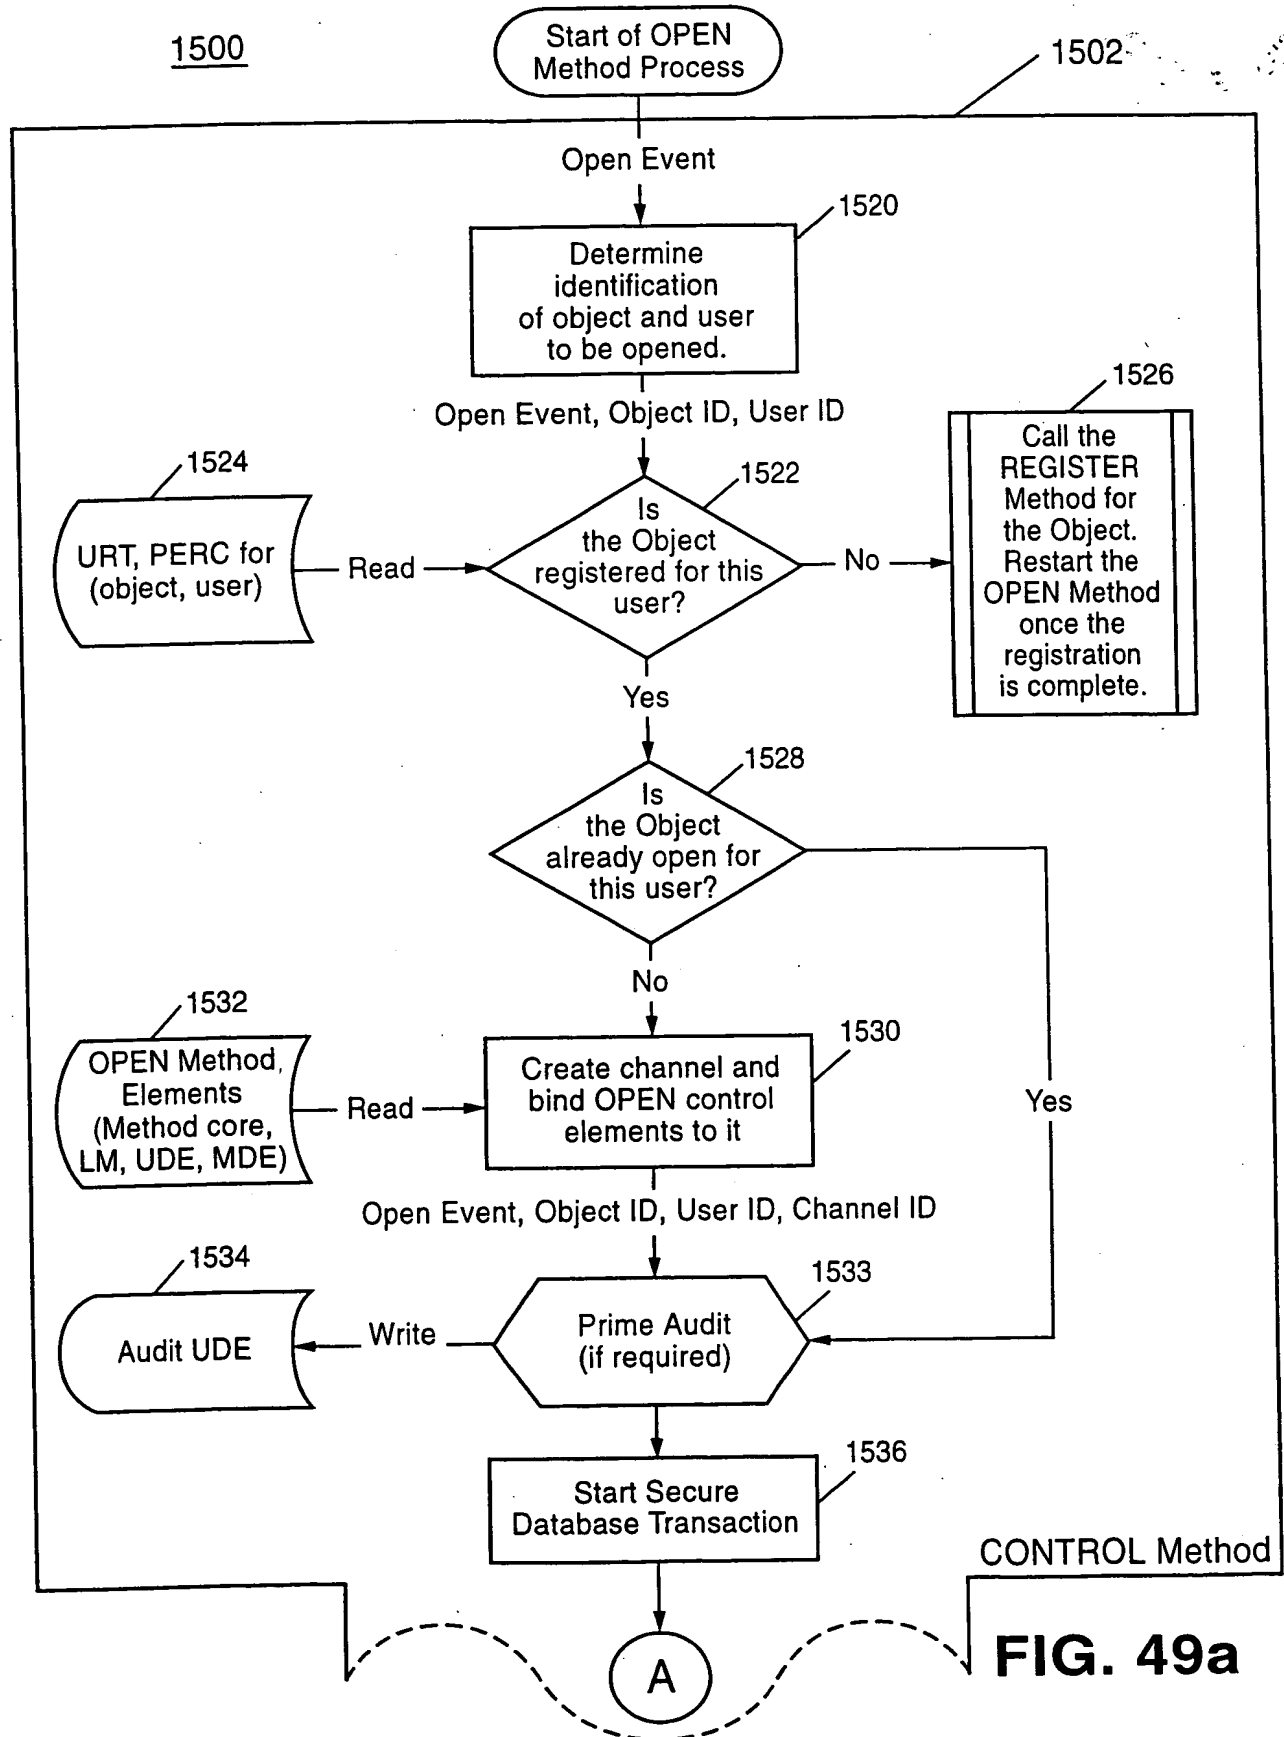 1500
Start of OPEN
Method Process
1502
Open Event
1520
Determine
identification
of object and user
to be opened.
Open Event, Object ID, User ID
1526
Call the
REGISTER
Method for
the Object.
Restart the
OPEN Method
once the
registration
is complete.
1524
URT, PERC for
(object, user)
Read
1522
Is
the Object
registered for this
user?
No
Yes
1528
Is
the Object
already open for
this user?
No
Yes
1532
OPEN Method
Elements
(Method core,
LM, UDE, MDE)
Read
1530
Create channel and
bind OPEN control
elements to it
Open Event, Object ID, User ID, Channel ID
1534
Audit UDE
Write
1533
Prime Audit
(if required)
1536
Start Secure
Database Transaction
CONTROL Method
A
FIG. 49a